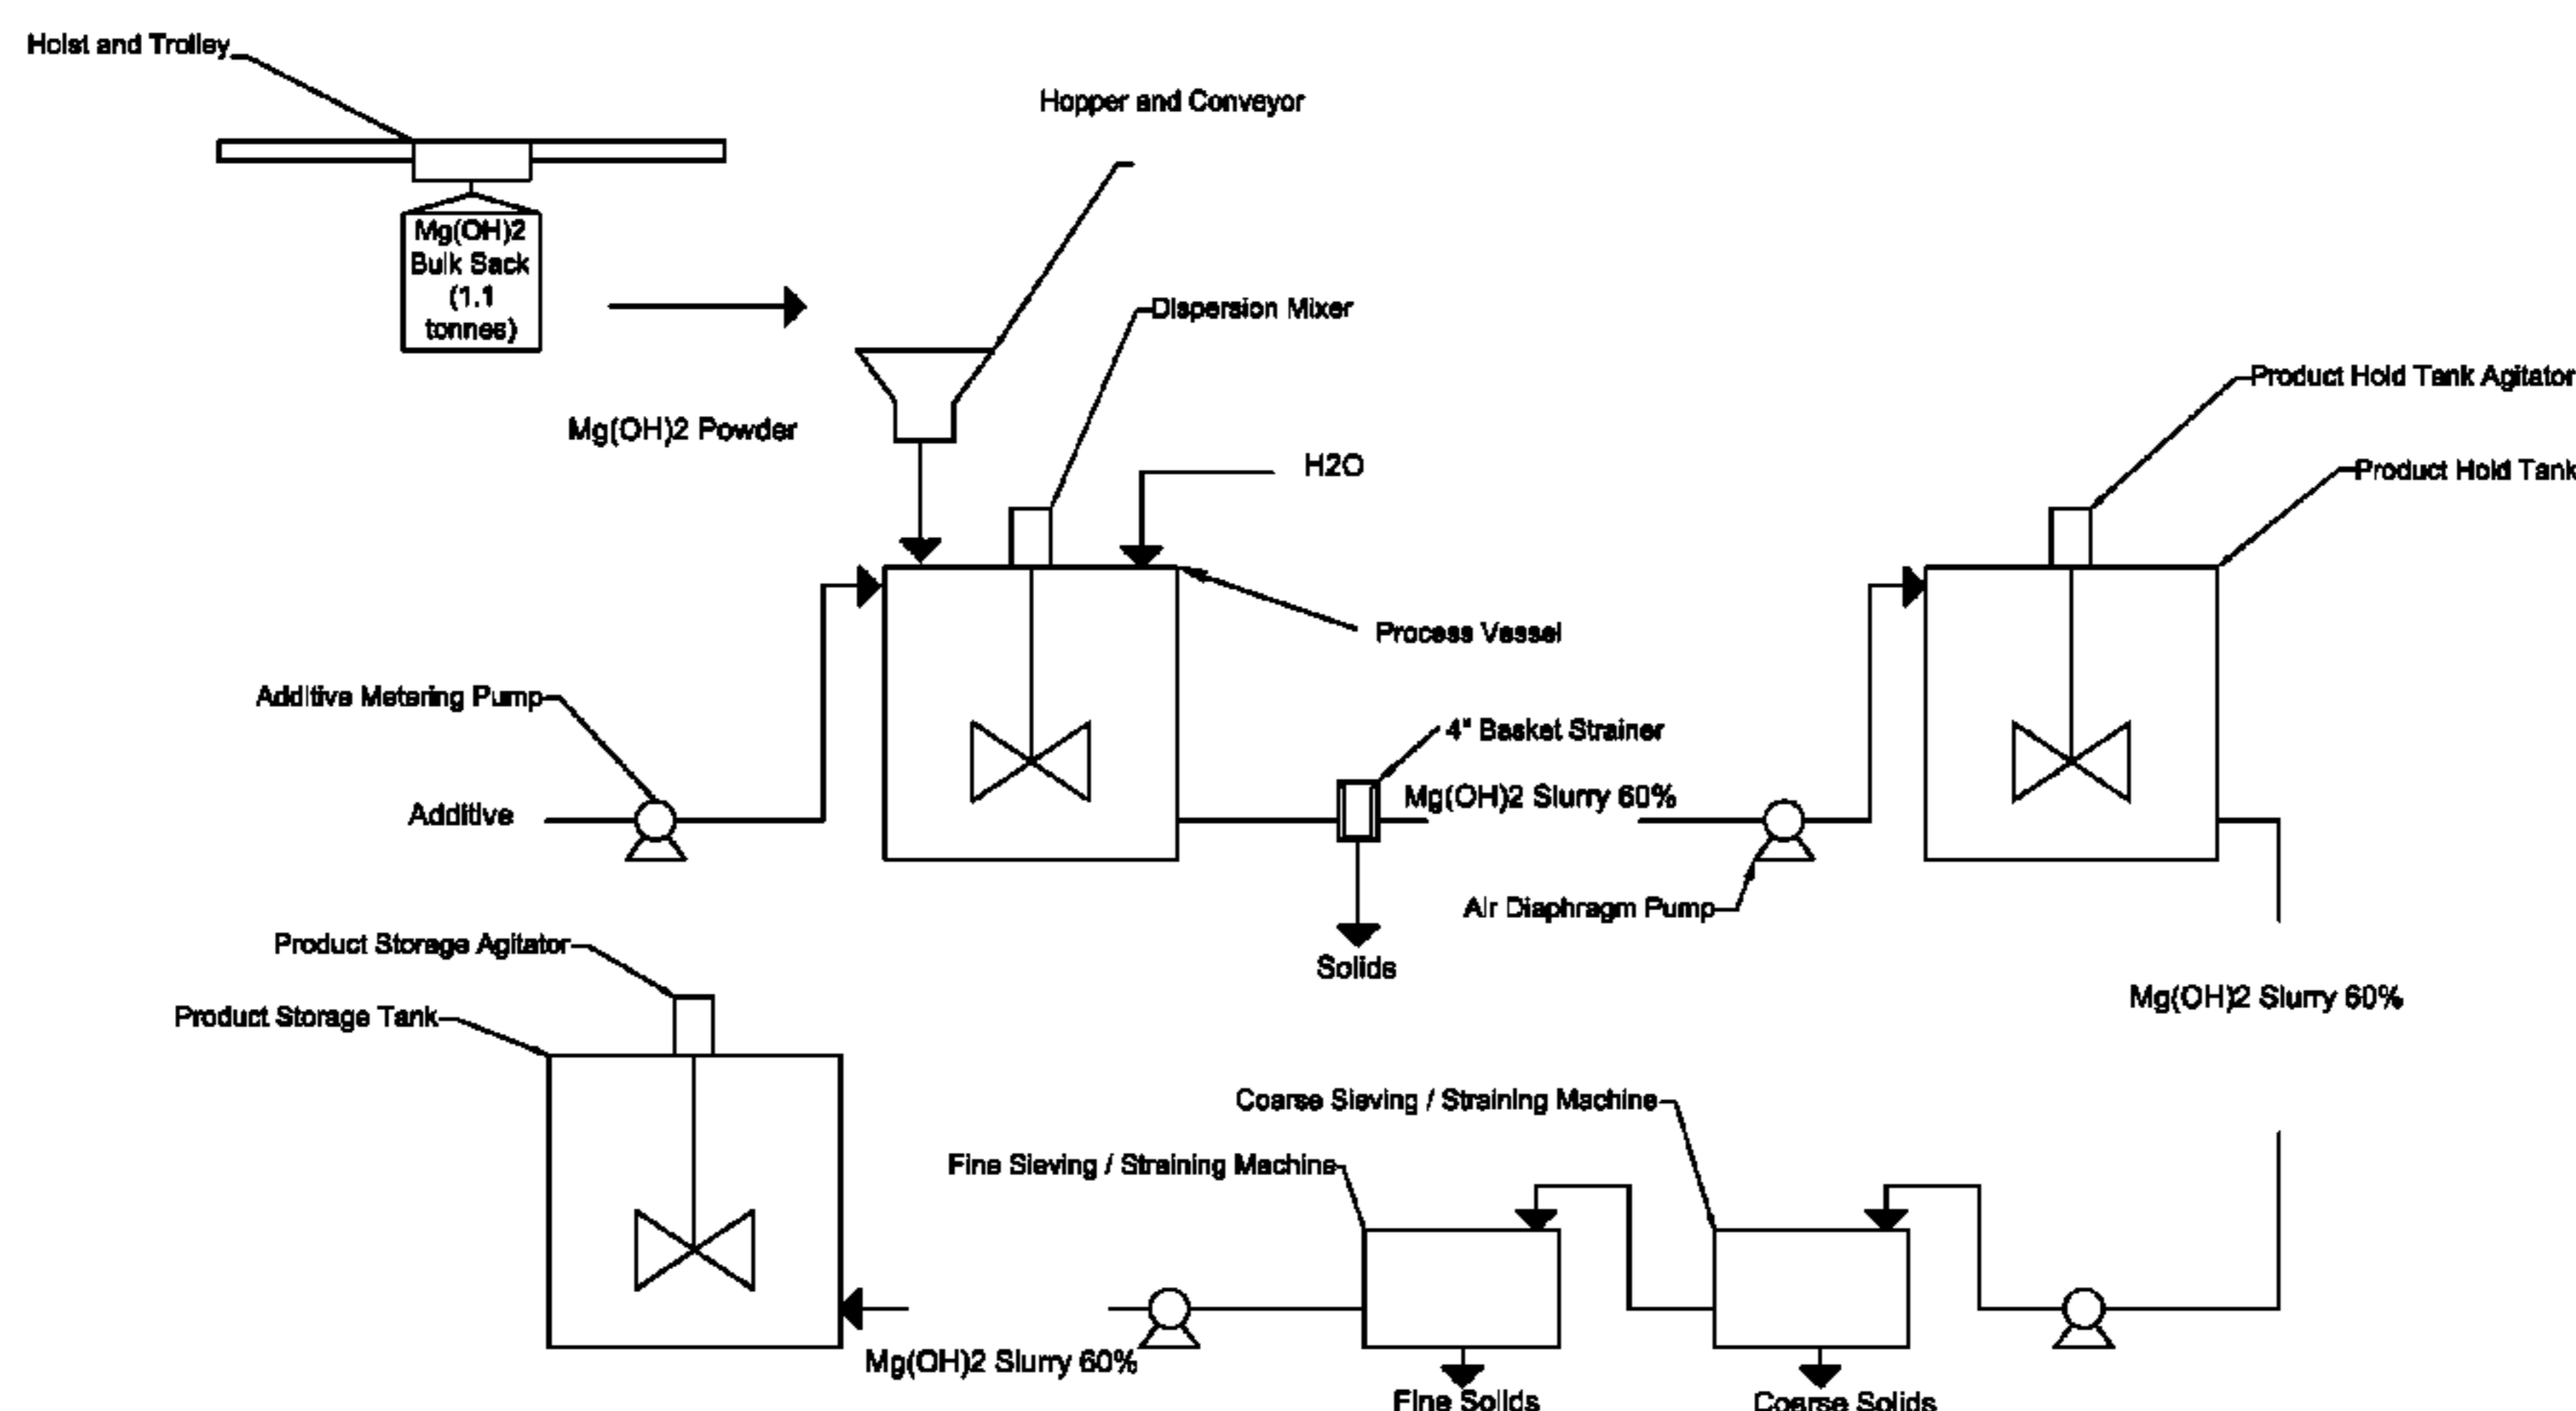 Hoist and Trolley
Hopper and Conveyor
Mg(OH)2
Bulk Sack
(1.1
tonnes)
Dispersion Mixer
Product Hold Tank Agitator
Mg(OH)2 Powder
H2O
Product Hold Tank
Process Vessel
Additive Metering Pump
4" Basket Strainer
Mg(OH)2 Slurry 60%
Additive
Air Diaphragm Pump
Product Storage Agitator
Solids
Mg(OH)2 Slurry 60%
Product Storage Tank
Coarse Sieving / Straining Machine
Fine Sieving / Straining Machine
Mg(OH)2 Slurry 60%
Fine Solids
Coarse Solids